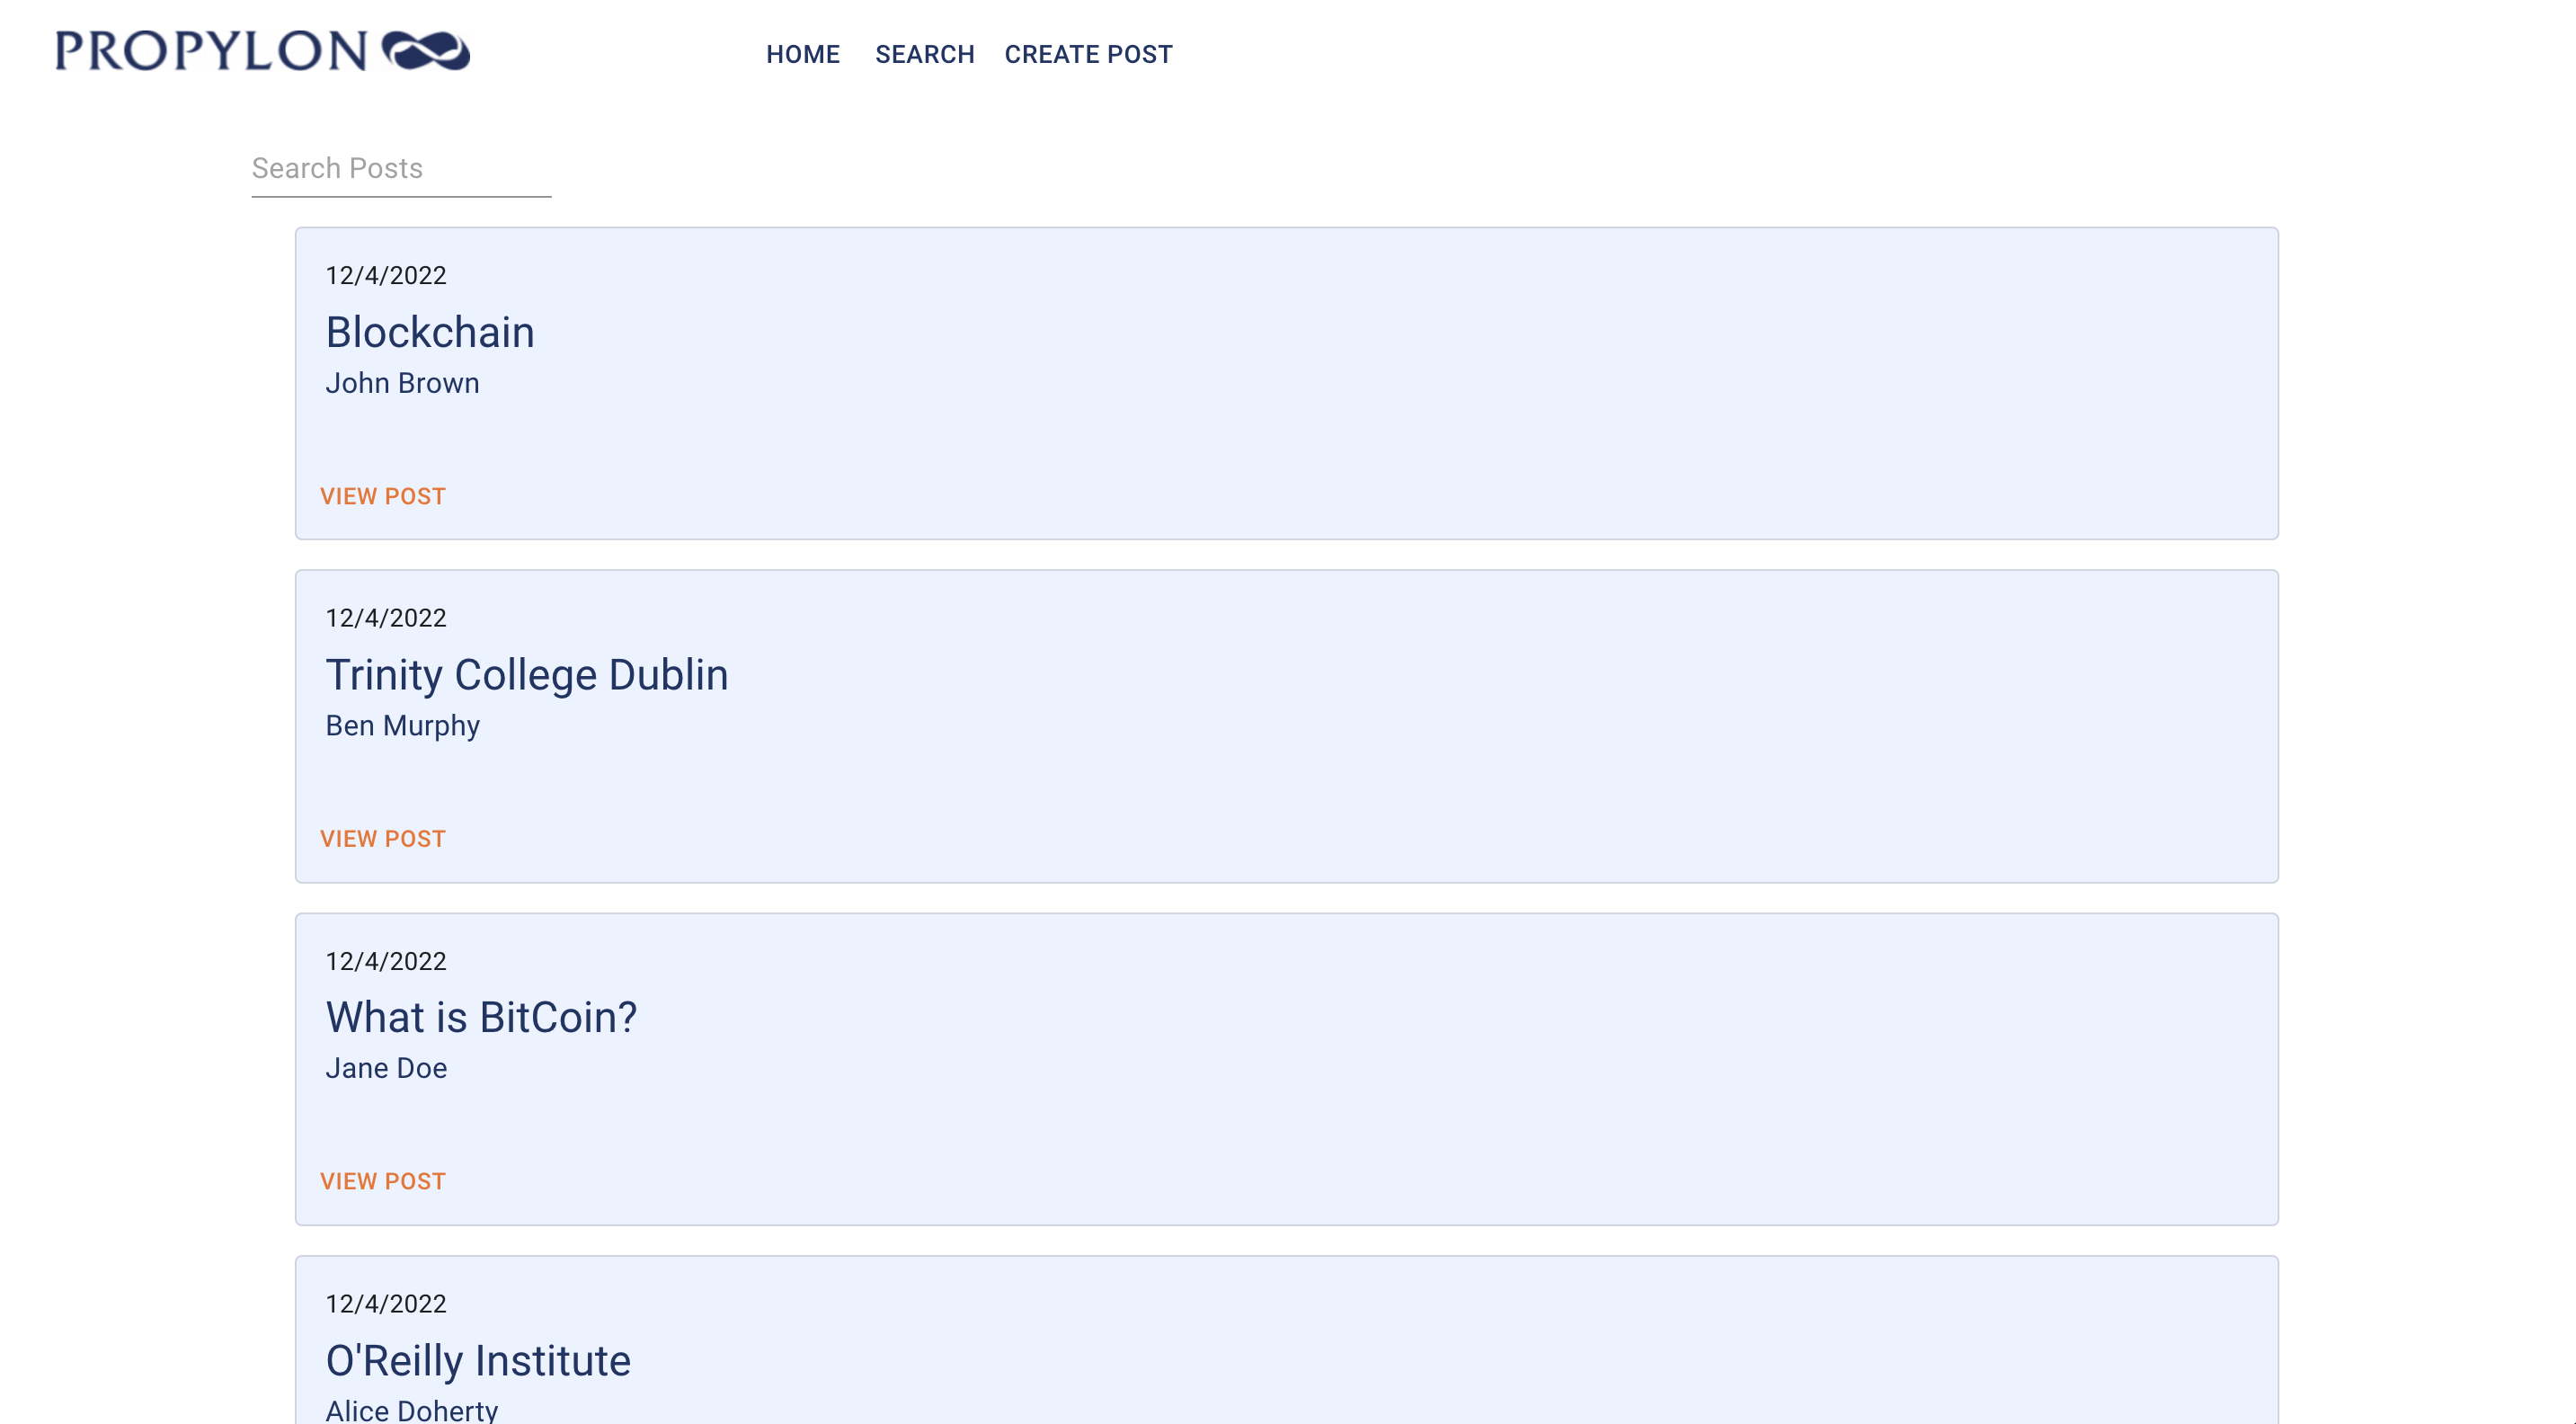 PROPYLON
HOME SEARCH CREATE POST
Search Posts
12/4/2022
Blockchain
John Brown
VIEW POST
12/4/2022
Trinity College Dublin
Ben Murphy
VIEW POST
12/4/2022
What is BitCoin?
Jane Doe
VIEW POST
12/4/2022
O'Reilly Institute
Alice Doherty